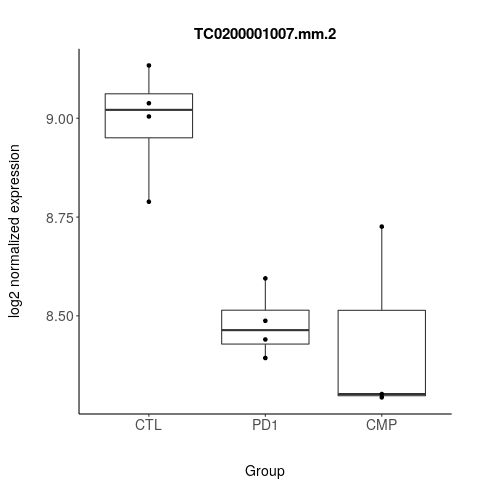 TC0200001007.mm.2
log2 normalized expression
9.00
8.75
8.50
CTL PD1 CMP
Group